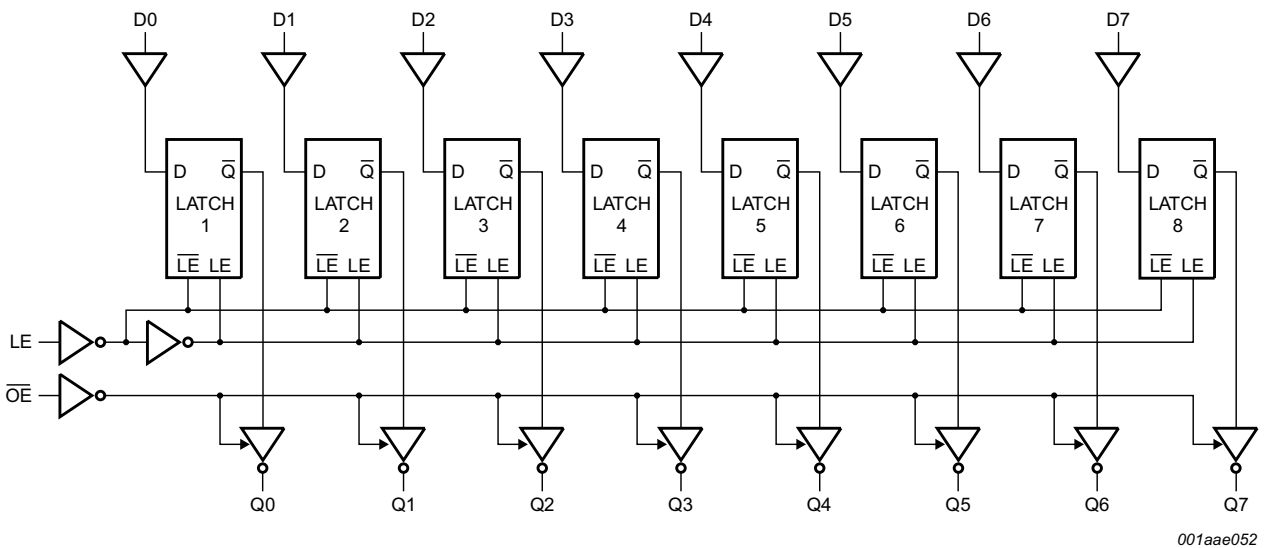 D0 D1 D2 D3 D4 D5 D6 D7
D Q̅ D Q̅ D Q̅ D Q̅ D Q̅ D Q̅ D Q̅ D Q̅
LATCH LATCH LATCH LATCH LATCH LATCH LATCH LATCH
1 2 3 4 5 6 7 8
L̅E̅ LE L̅E̅ LE L̅E̅ LE L̅E̅ LE L̅E̅ LE L̅E̅ LE L̅E̅ LE L̅E̅ LE
LE
O̅E̅
Q0 Q1 Q2 Q3 Q4 Q5 Q6 Q7
001aae052